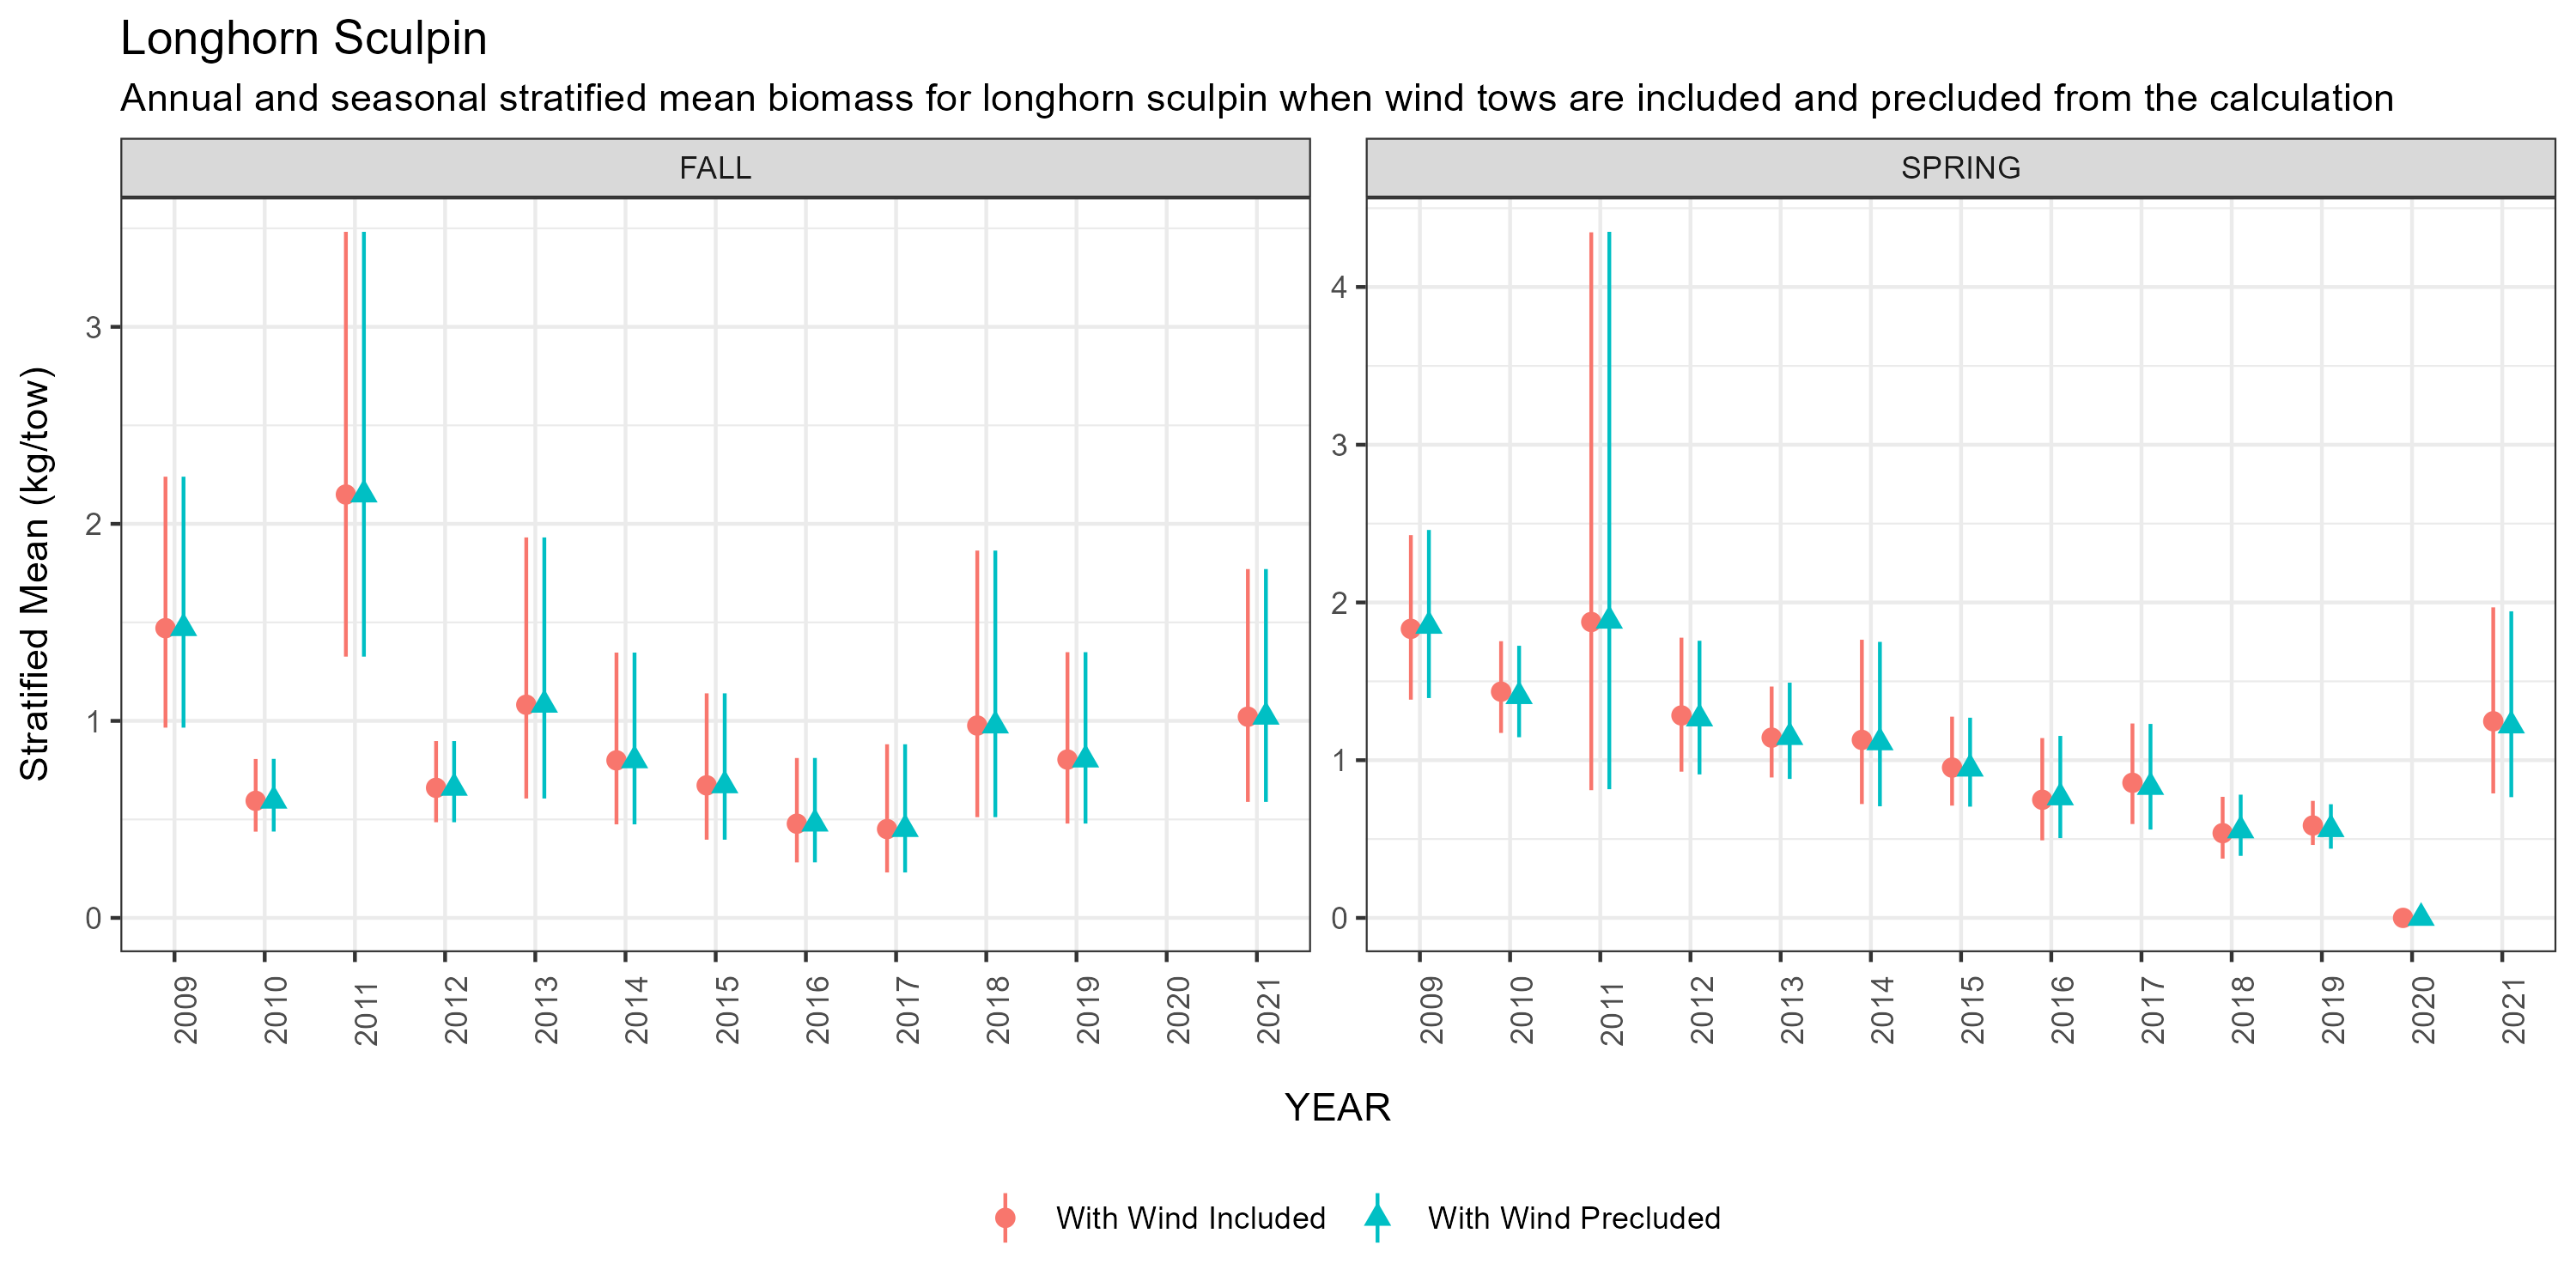 Longhorn Sculpin
Annual and seasonal stratified mean biomass for longhorn sculpin when wind tows are included and precluded from the calculation
FALL
SPRING
Stratified Mean (kg/tow)
3
2
1
0
4
3
2
1
0
2009 2010 2011 2012 2013 2014 2015 2016 2017 2018 2019 2020 2021
2009 2010 2011 2012 2013 2014 2015 2016 2017 2018 2019 2020 2021
YEAR
With Wind Included
With Wind Precluded